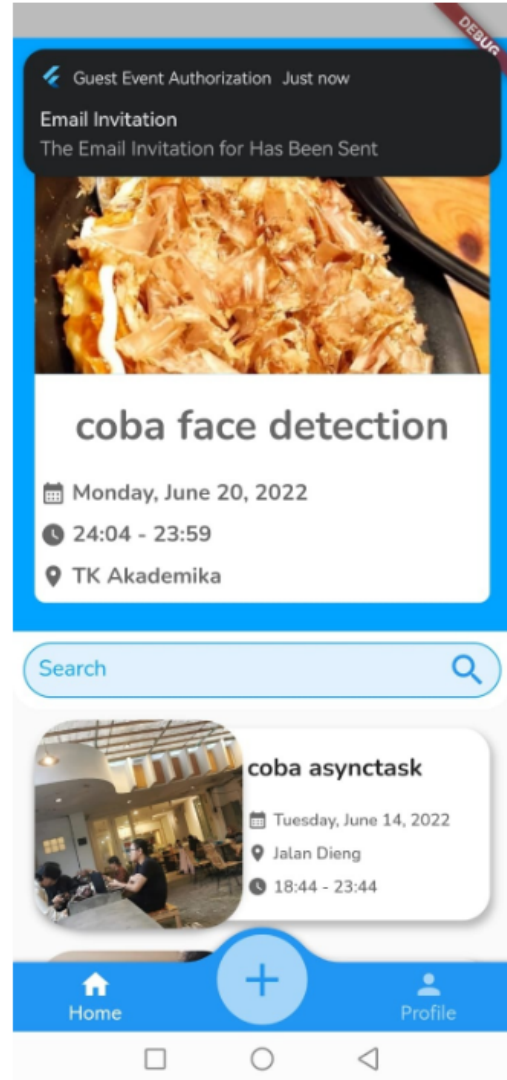 DEBUG
Guest Event Authorization Just now
Email Invitation
The Email Invitation for Has Been Sent
coba face detection
Monday, June 20, 2022
24:04 - 23:59
TK Akademika
Search
coba asynctask
Tuesday, June 14, 2022
Jalan Dieng
18:44 - 23:44
Home
Profile